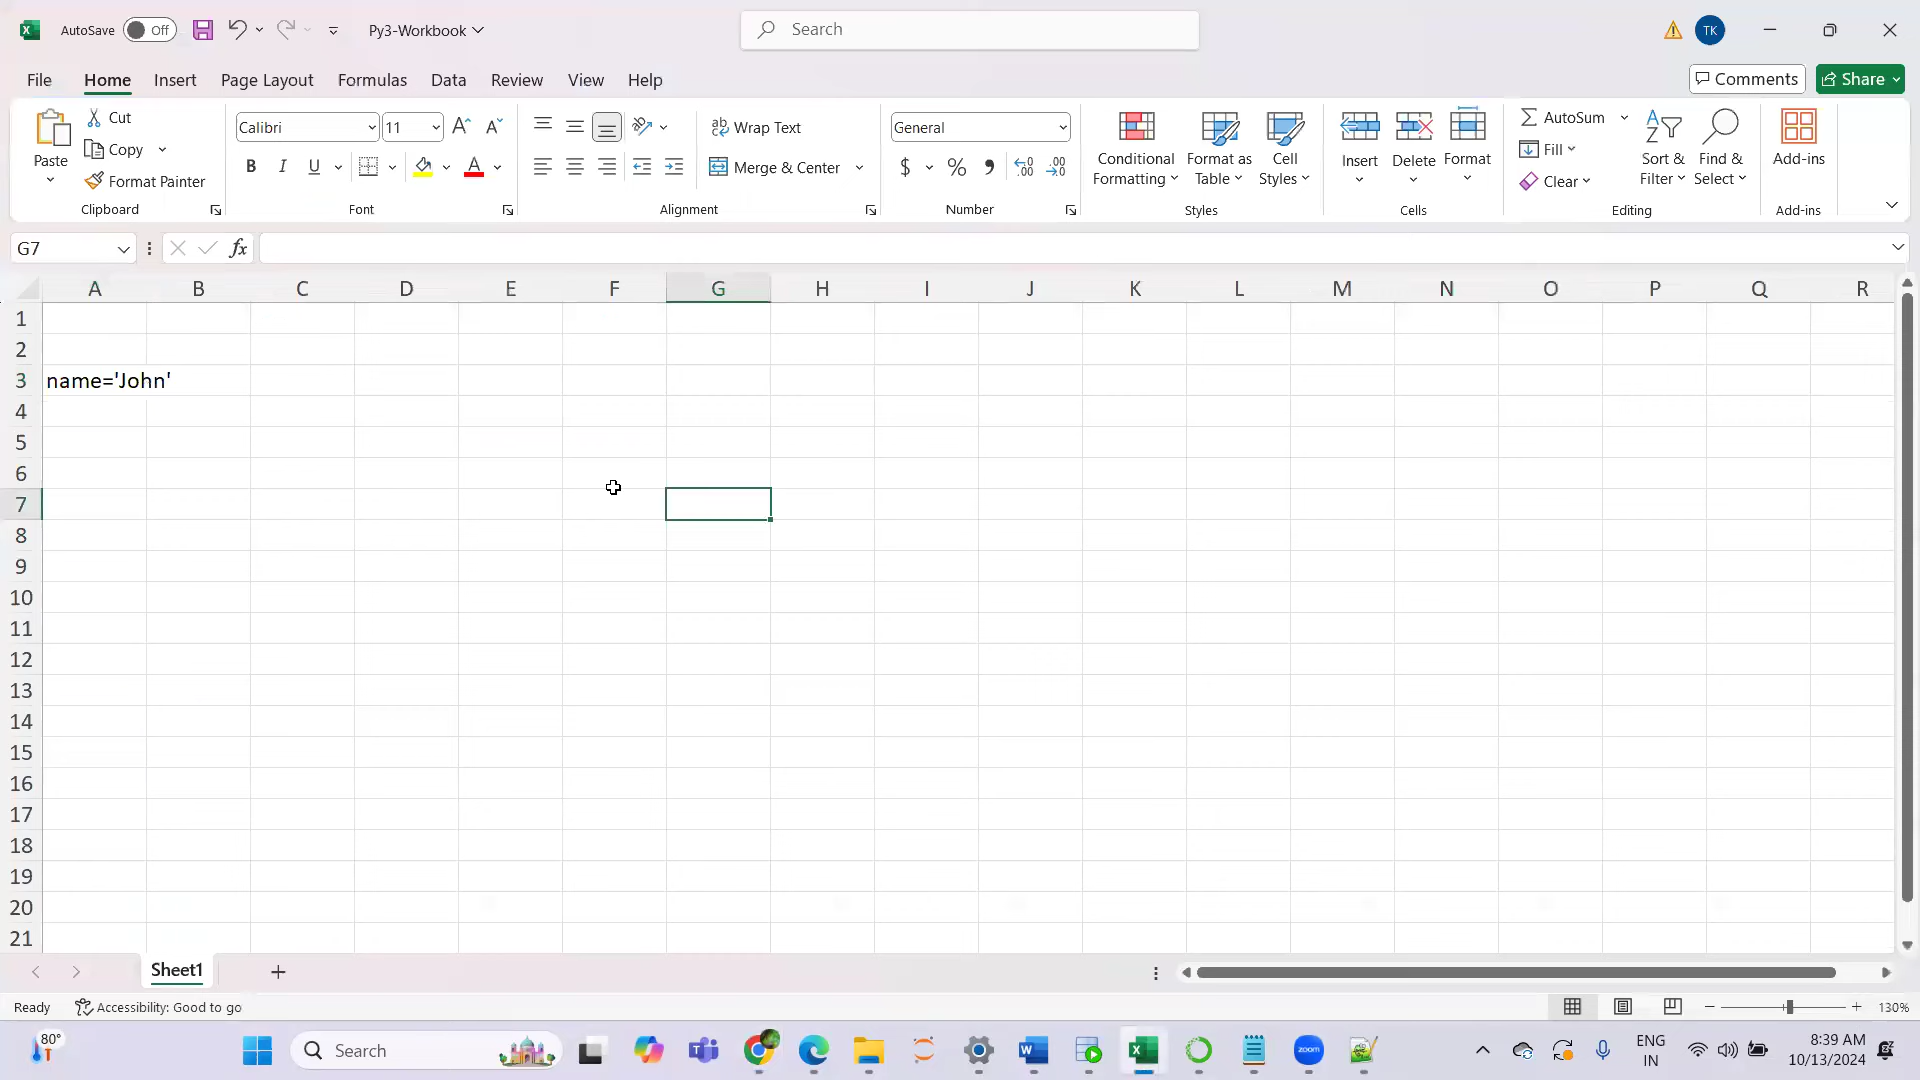 AutoSave Off Py3-Workbook Search TK
File Home Insert Page Layout Formulas Data Review View Help Comments Share
Paste Cut Copy Format Painter Clipboard
Calibri 11 B I U A Font
ab Wrap Text Merge & Center Alignment
General $ % , .00 .00 Number
Conditional Formatting Format as Table Cell Styles Styles
Insert Delete Format Cells
AutoSum Fill Clear Sort & Filter Find & Select Editing
Add-ins Add-ins
G7 fx
A B C D E F G H I J K L M N O P Q R
1
2
3 name='John'
4
5
6
7
8
9
10
11
12
13
14
15
16
17
18
19
20
21
Sheet1
Ready Accessibility: Good to go 130%
80° Search zoom ENG IN 8:39 AM 10/13/2024